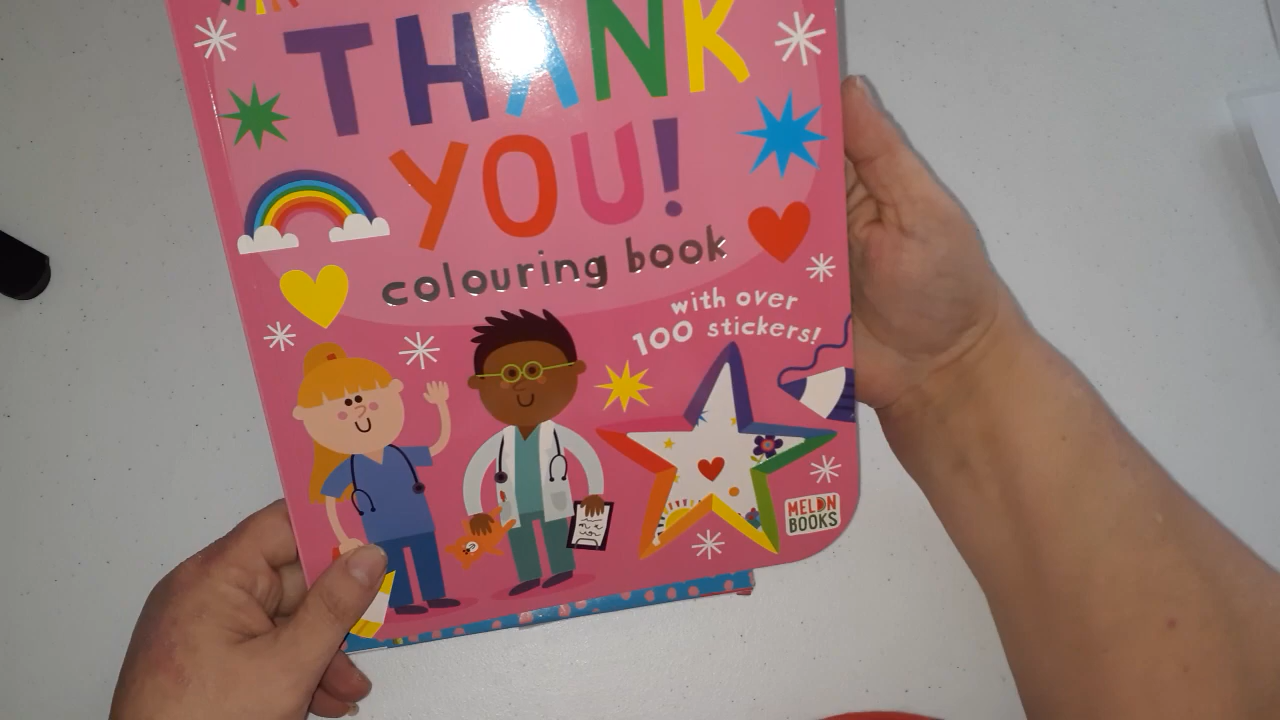 THANK
YOU!
colouring book
with over
100 stickers!
MELON
BOOKS